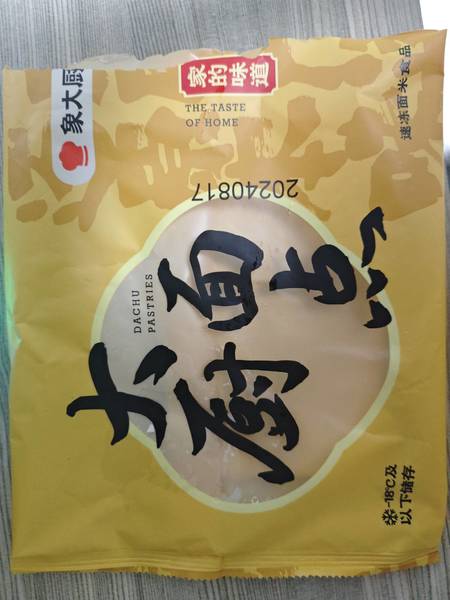 象大厨
家的味道
THE TASTE
OF HOME
速冻面米食品
20240817
DACHU
PASTRIES
大厨
面点
-18℃及
以下储存